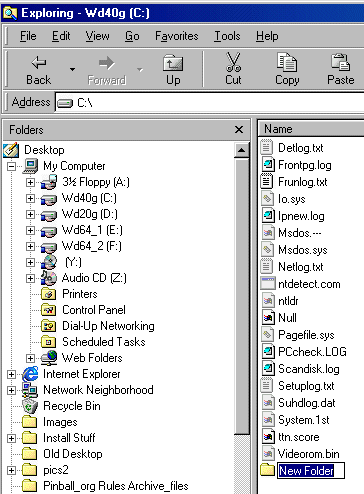 Exploring - Wd40g (C:)
File Edit View Go Favorites Tools Help
Back Forward Up Cut Copy Paste
Address C:\
Folders
Desktop
My Computer
3½ Floppy (A:)
Wd40g (C:)
Wd20g (D:)
Wd64_1 (E:)
Wd64_2 (F:)
(Y:)
Audio CD (Z:)
Printers
Control Panel
Dial-Up Networking
Scheduled Tasks
Web Folders
Internet Explorer
Network Neighborhood
Recycle Bin
Images
Install Stuff
Old Desktop
pics2
Pinball_org Rules Archive_files
Name
Detlog.txt
Frontpg.log
Frunlog.txt
Io.sys
Ipnew.log
Msdos.---
Msdos.sys
Netlog.txt
ntdetect.com
ntldr
Null
Pagefile.sys
PCcheck.LOG
Scandisk.log
Setuplog.txt
Suhdlog.dat
System.1st
ttn.score
Videorom.bin
New Folder